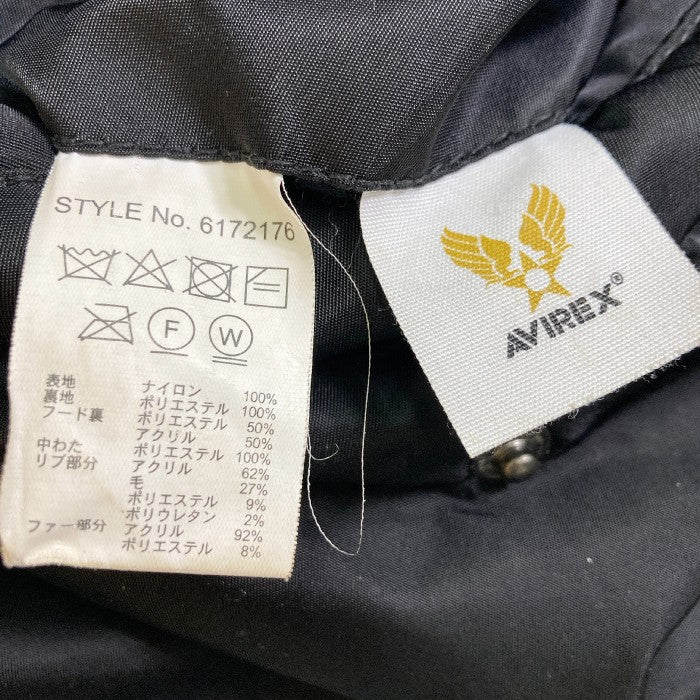 STYLE No. 6172176
F W
表地 ナイロン 100%
裏地 ポリエステル 100%
フード裏 ポリエステル 50%
アクリル 50%
中わた ポリエステル 100%
リブ部分 アクリル 62%
毛 27%
ポリエステル 9%
ポリウレタン 2%
ファー部分 アクリル 92%
ポリエステル 8%
AVIREX®